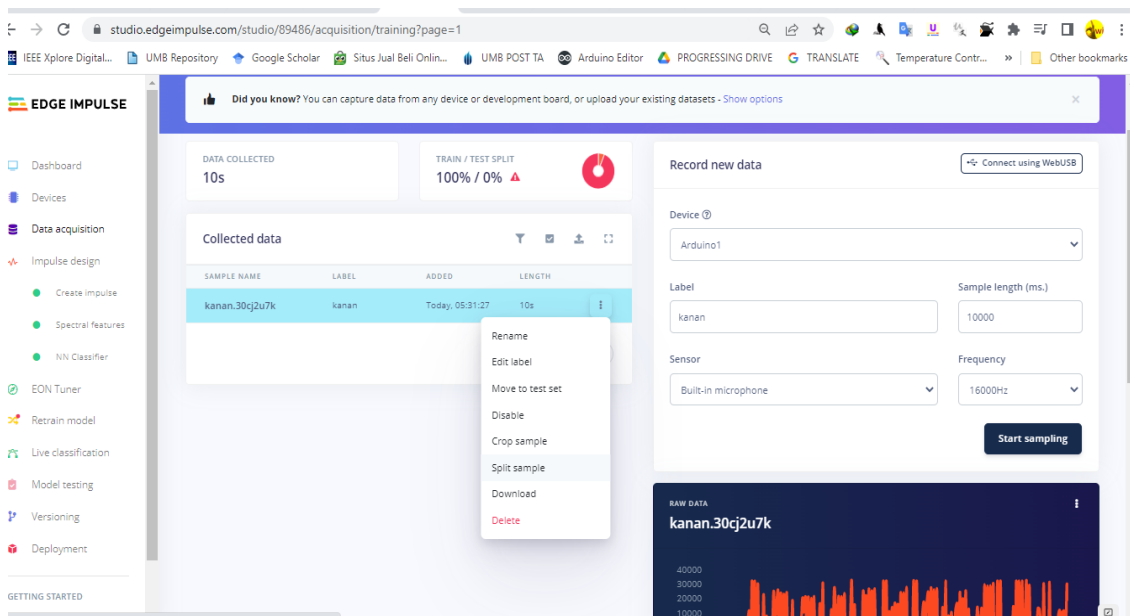 studio.edgeimpulse.com/studio/89486/acquisition/training?page=1
IEEE Xplore Digital... UMB Repository Google Scholar Situs Jual Beli Onlin... UMB POST TA Arduino Editor PROGRESSING DRIVE TRANSLATE Temperature Contr... » Other bookmarks
EDGE IMPULSE
Dashboard
Devices
Data acquisition
Impulse design
Create impulse
Spectral features
NN Classifier
EON Tuner
Retrain model
Live classification
Model testing
Versioning
Deployment
GETTING STARTED
Did you know? You can capture data from any device or development board, or upload your existing datasets - Show options
DATA COLLECTED
10s
TRAIN / TEST SPLIT
100% / 0%
Collected data
SAMPLE NAME LABEL ADDED LENGTH
kanan.30cj2u7k kanan Today, 05:31:27 10s
Rename
Edit label
Move to test set
Disable
Crop sample
Split sample
Download
Delete
Record new data
Connect using WebUSB
Device
Arduino1
Label Sample length (ms.)
kanan 10000
Sensor Frequency
Built-in microphone 16000Hz
Start sampling
RAW DATA
kanan.30cj2u7k
40000
30000
20000
10000